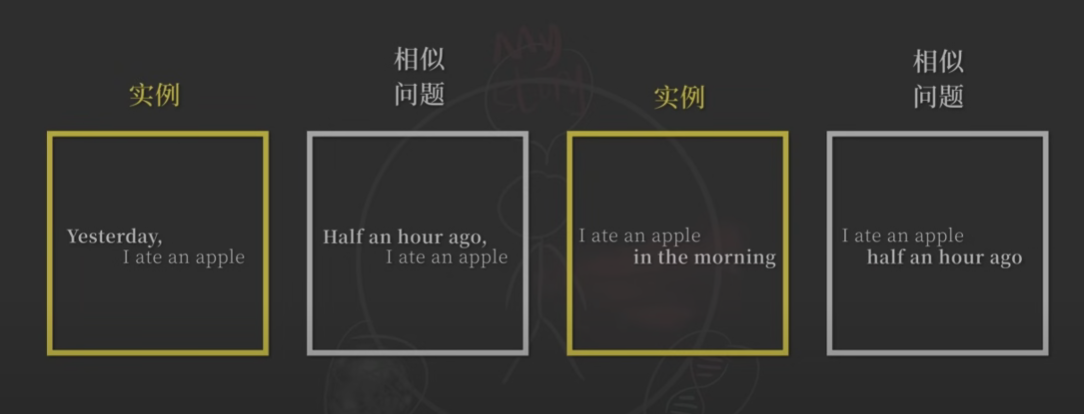 实例
相似
问题
实例
相似
问题
Yesterday,
I ate an apple
Half an hour ago,
I ate an apple
I ate an apple
in the morning
I ate an apple
half an hour ago